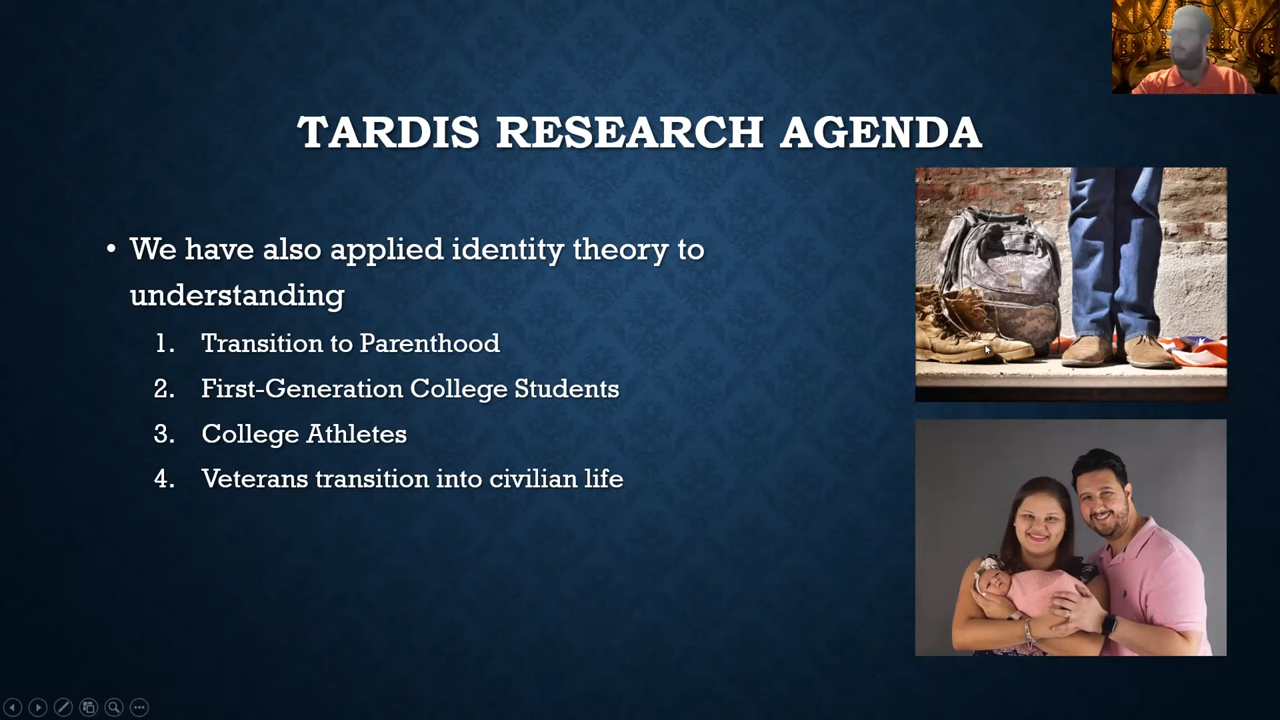 TARDIS RESEARCH AGENDA
• We have also applied identity theory to
understanding
1. Transition to Parenthood
2. First-Generation College Students
3. College Athletes
4. Veterans transition into civilian life